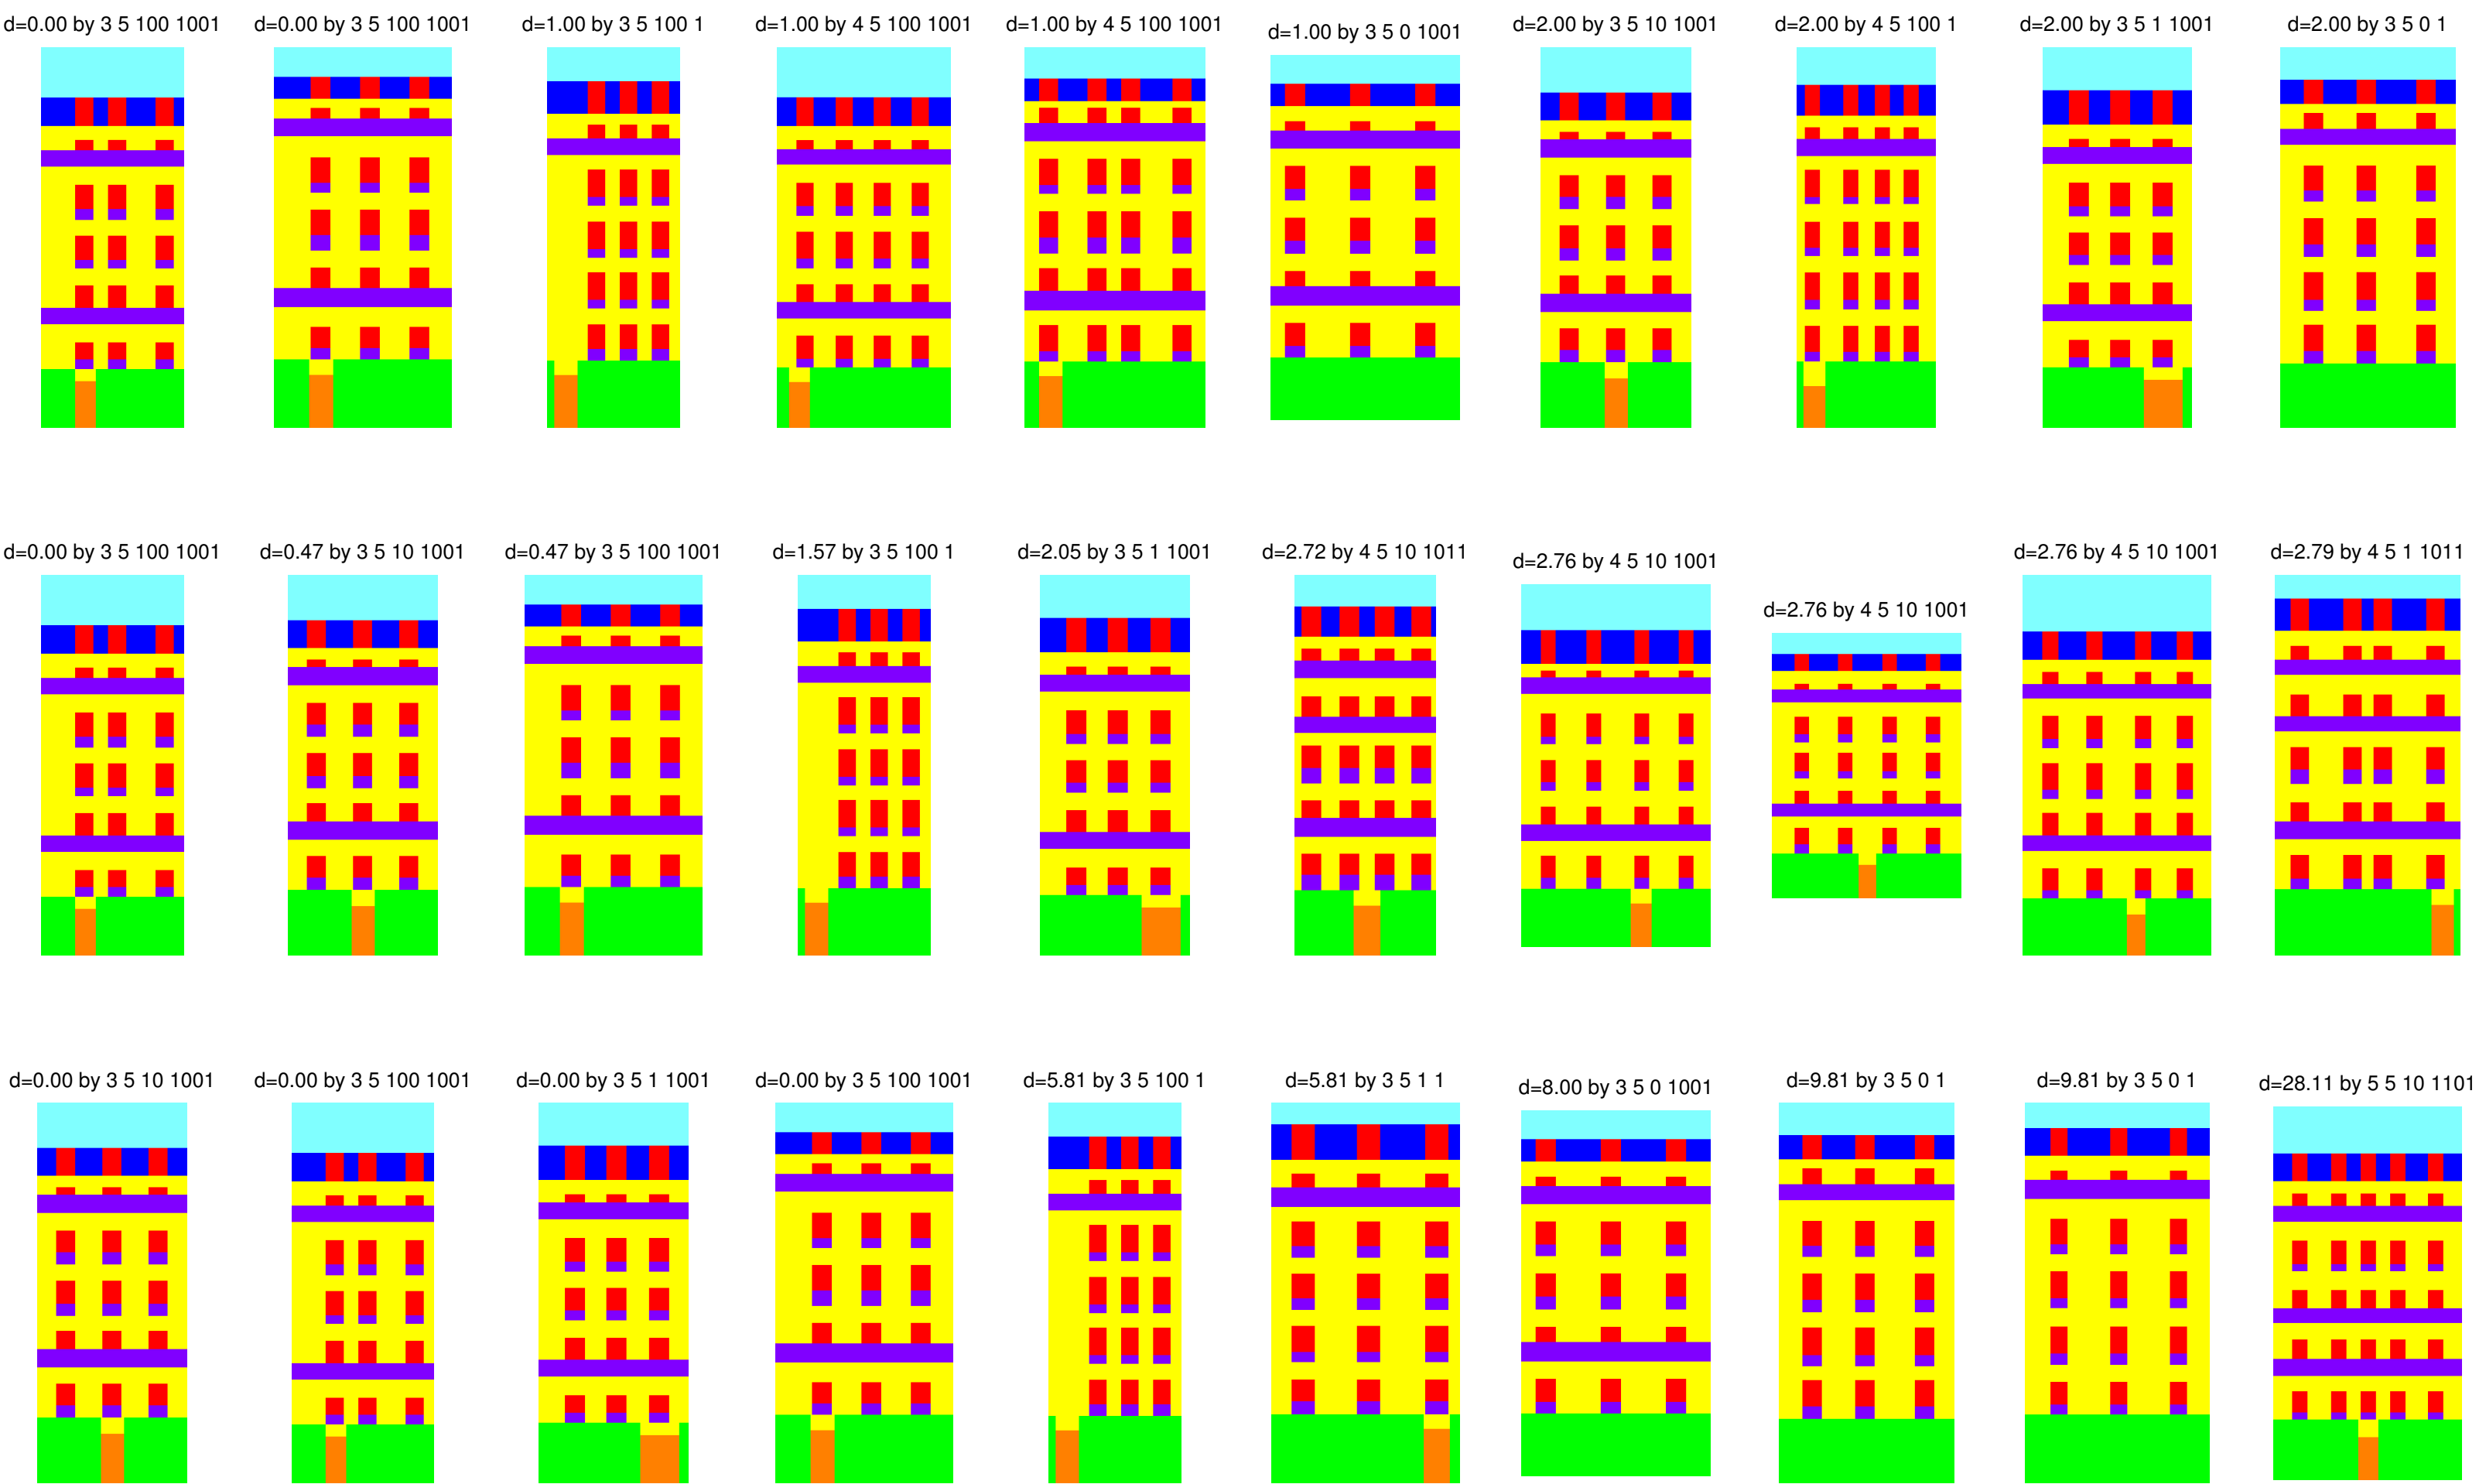 d=0.00 by 3 5 100 1001
d=0.00 by 3 5 100 1001
d=1.00 by 3 5 100 1
d=1.00 by 4 5 100 1001
d=1.00 by 4 5 100 1001
d=1.00 by 3 5 0 1001
d=2.00 by 3 5 10 1001
d=2.00 by 4 5 100 1
d=2.00 by 3 5 1 1001
d=2.00 by 3 5 0 1
d=0.00 by 3 5 100 1001
d=0.47 by 3 5 10 1001
d=0.47 by 3 5 100 1001
d=1.57 by 3 5 100 1
d=2.05 by 3 5 1 1001
d=2.72 by 4 5 10 1011
d=2.76 by 4 5 10 1001
d=2.76 by 4 5 10 1001
d=2.76 by 4 5 10 1001
d=2.79 by 4 5 1 1011
d=0.00 by 3 5 10 1001
d=0.00 by 3 5 100 1001
d=0.00 by 3 5 1 1001
d=0.00 by 3 5 100 1001
d=5.81 by 3 5 100 1
d=5.81 by 3 5 1 1
d=8.00 by 3 5 0 1001
d=9.81 by 3 5 0 1
d=9.81 by 3 5 0 1
d=28.11 by 5 5 10 1101